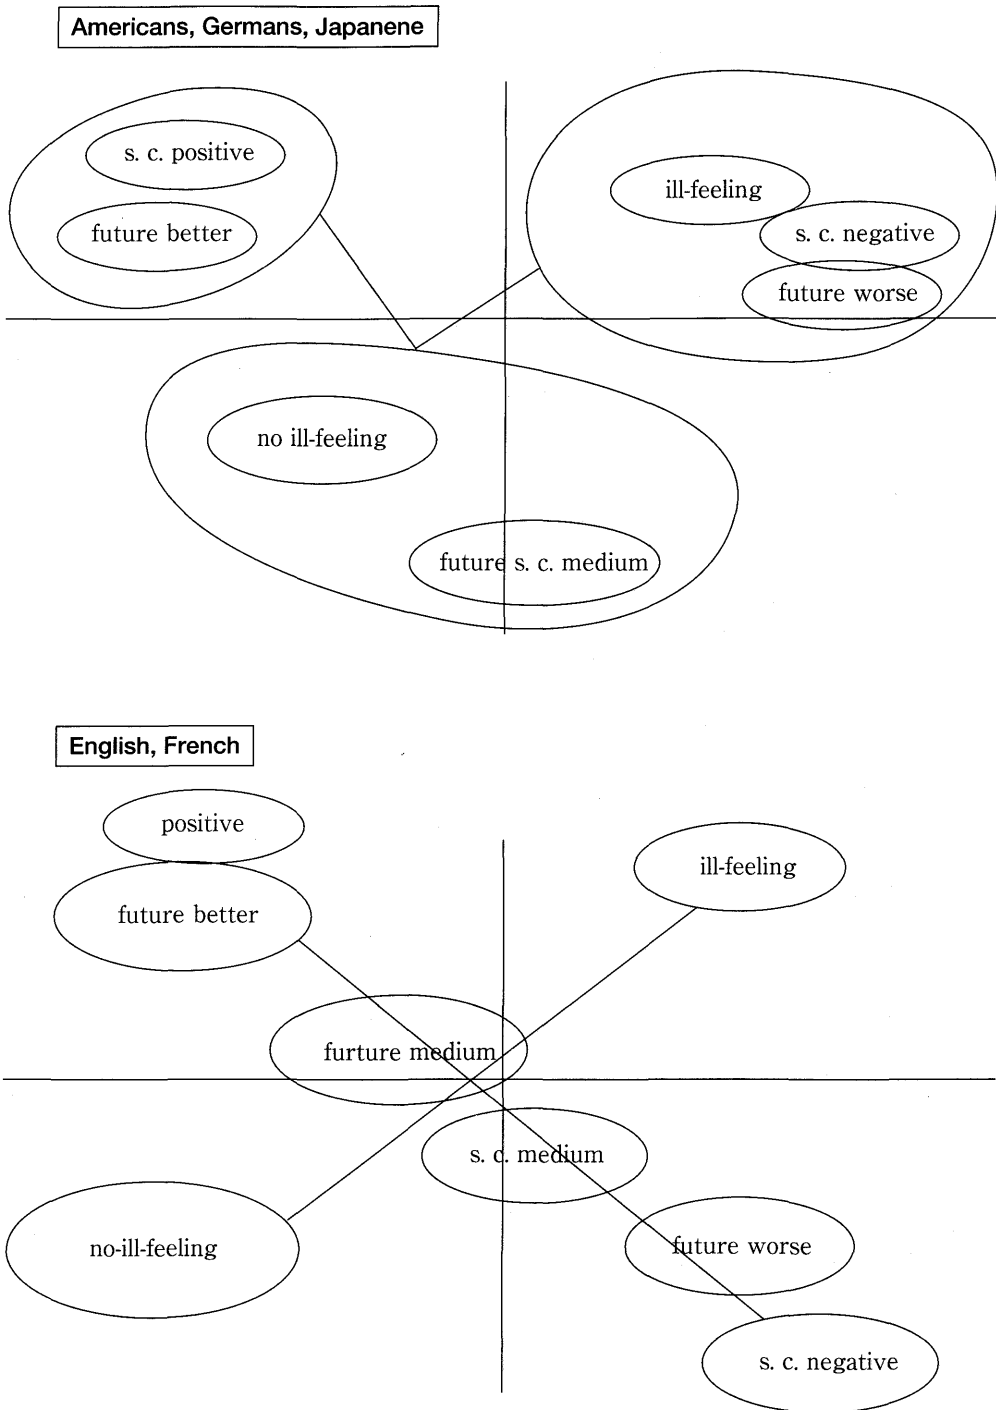 Americans, Germans, Japanene
s. c. positive
future better
ill-feeling
s. c. negative
future worse
no ill-feeling
future s. c. medium
English, French
positive
future better
ill-feeling
furture medium
s. c. medium
no-ill-feeling
future worse
s. c. negative